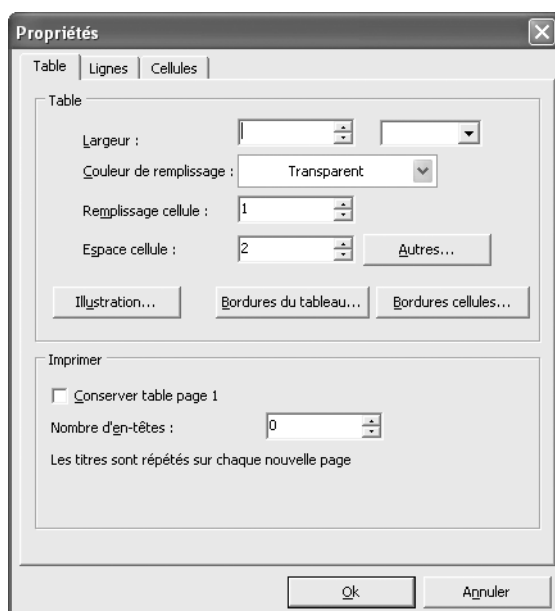 Propriétés
Table Lignes Cellules
Table
Largeur :
Couleur de remplissage : Transparent
Remplissage cellule : 1
Espace cellule : 2 Autres...
Illustration... Bordures du tableau... Bordures cellules...
Imprimer
Conserver table page 1
Nombre d'en-têtes : 0
Les titres sont répétés sur chaque nouvelle page
Ok Annuler